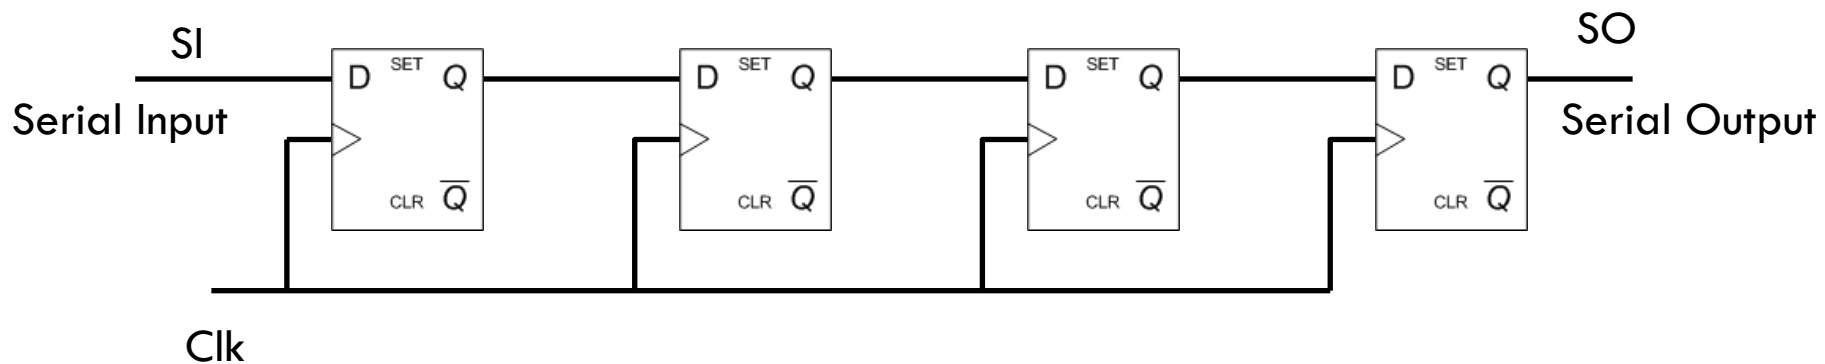 SI
SO
D SET Q
D SET Q
D SET Q
D SET Q
Serial Input
Serial Output
CLR Q̅
CLR Q̅
CLR Q̅
CLR Q̅
Clk